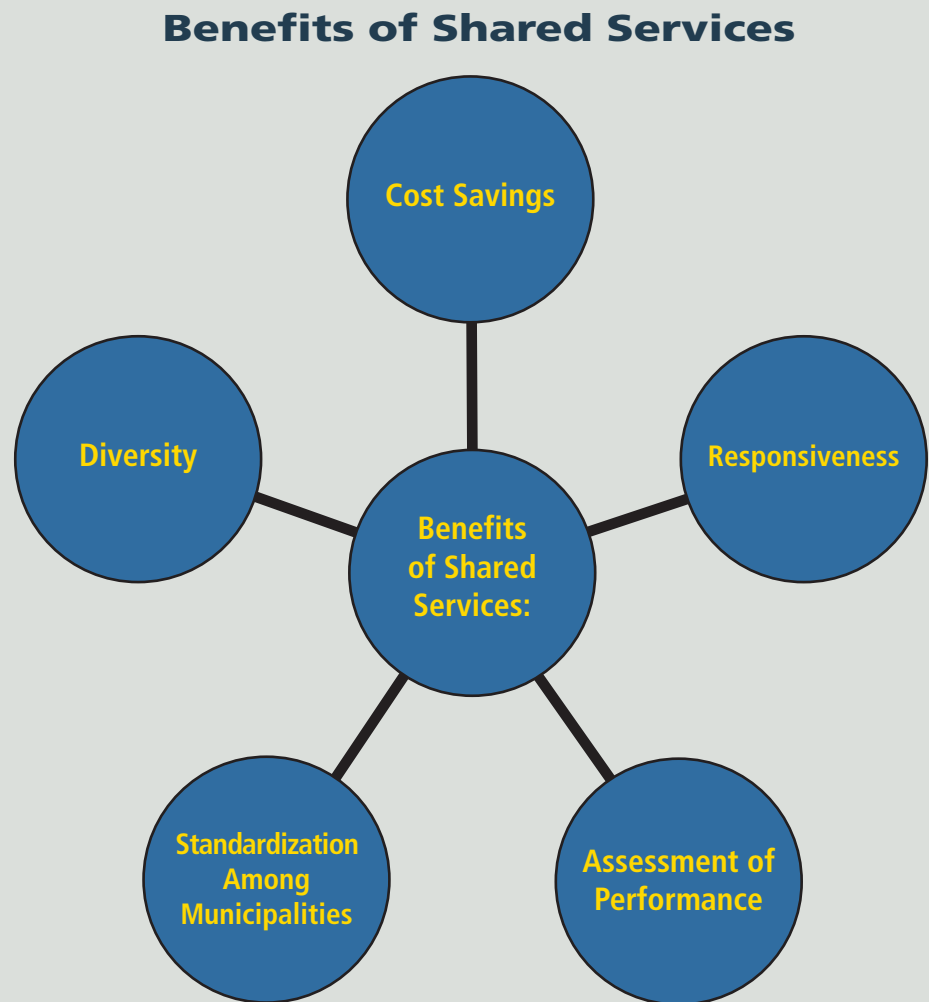 Benefits of Shared Services
Cost Savings
Diversity
Responsiveness
Benefits
of Shared
Services:
Standardization
Among
Municipalities
Assessment of
Performance